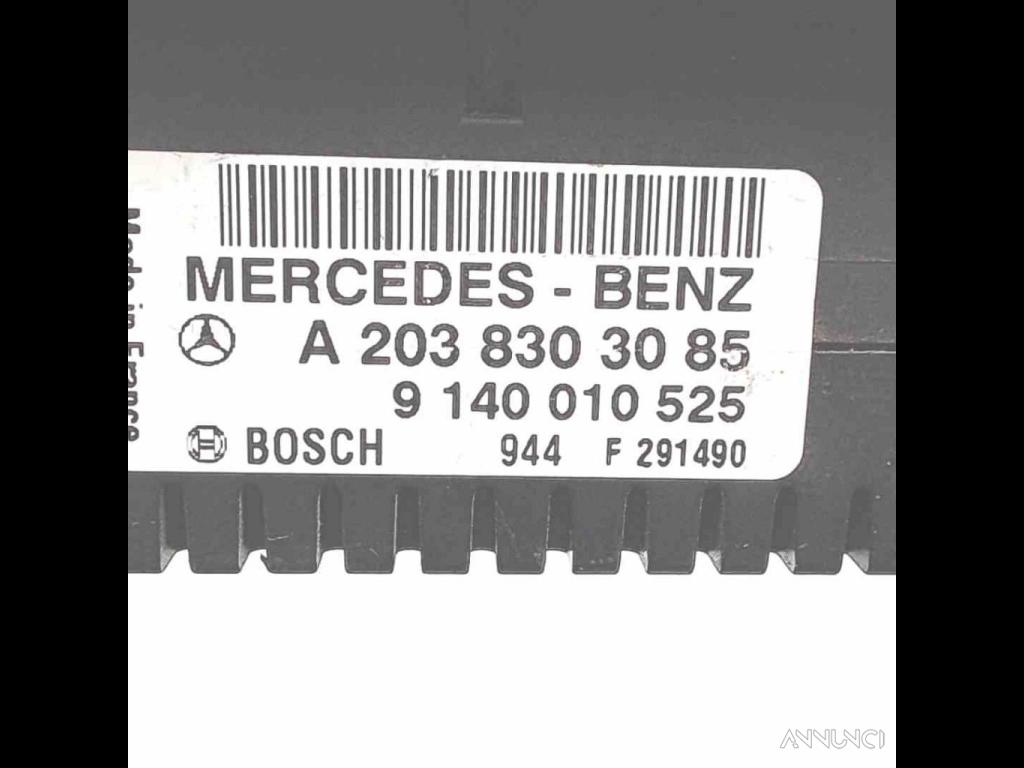 MERCEDES - BENZ
A 203 830 30 85
9 140 010 525
BOSCH 944 F 291490
Made in France
ANNUNCI